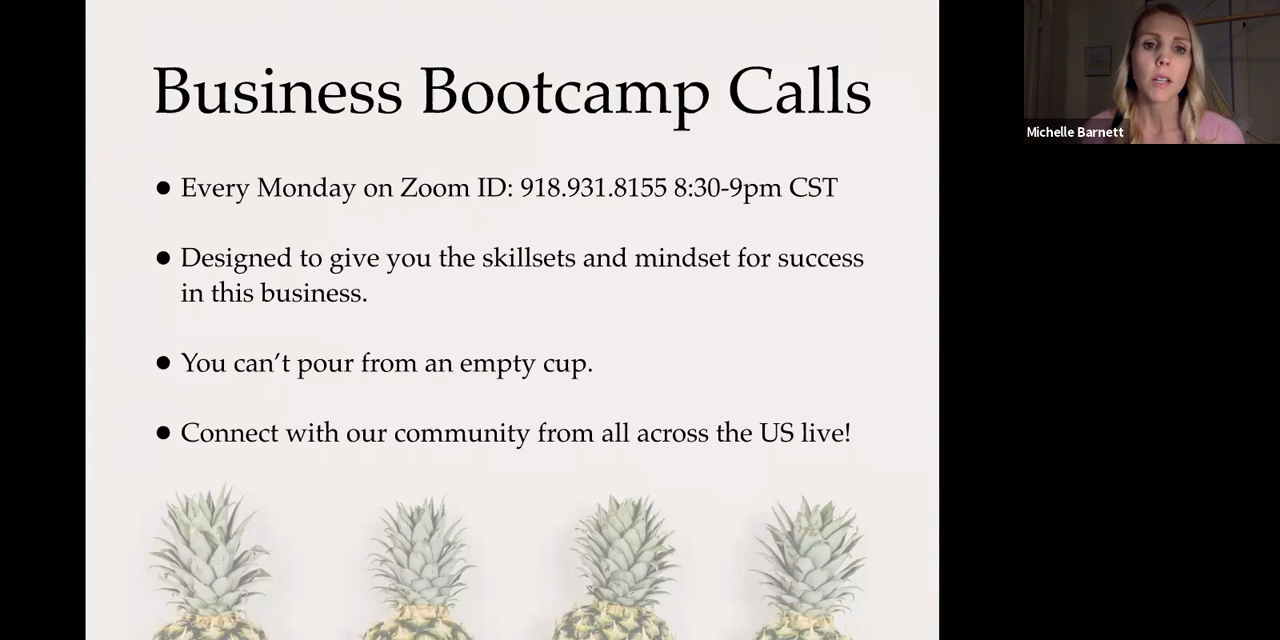 Business Bootcamp Calls
Michelle Barnett
• Every Monday on Zoom ID: 918.931.8155 8:30-9pm CST
• Designed to give you the skillsets and mindset for success
in this business.
• You can’t pour from an empty cup.
• Connect with our community from all across the US live!